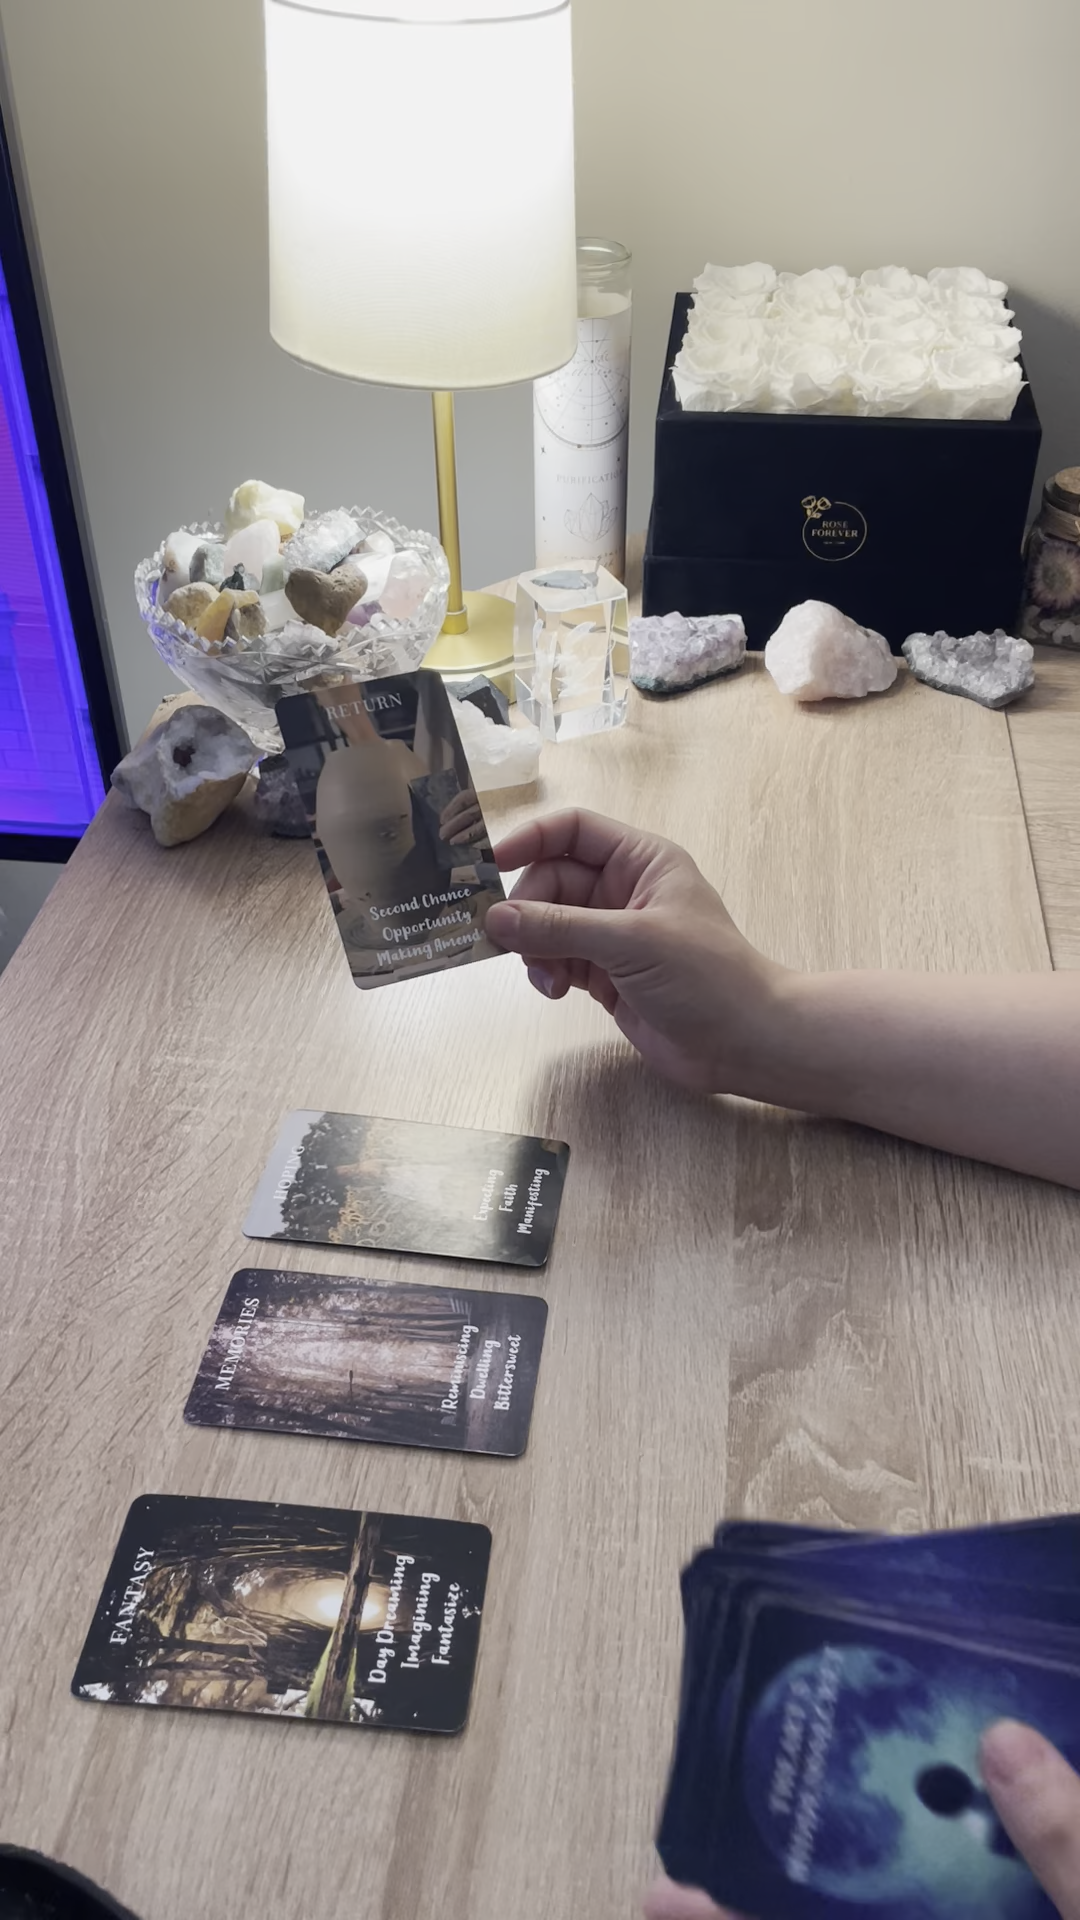 PURIFICATION
ROSE
FOREVER
RETURN
Second Chance
Opportunity
Making Amends
HOPING
Expecting
Faith
Manifesting
MEMORIES
Reminiscing
Dwelling
Bittersweet
FANTASY
Day Dreaming
Imagining
Fantasize